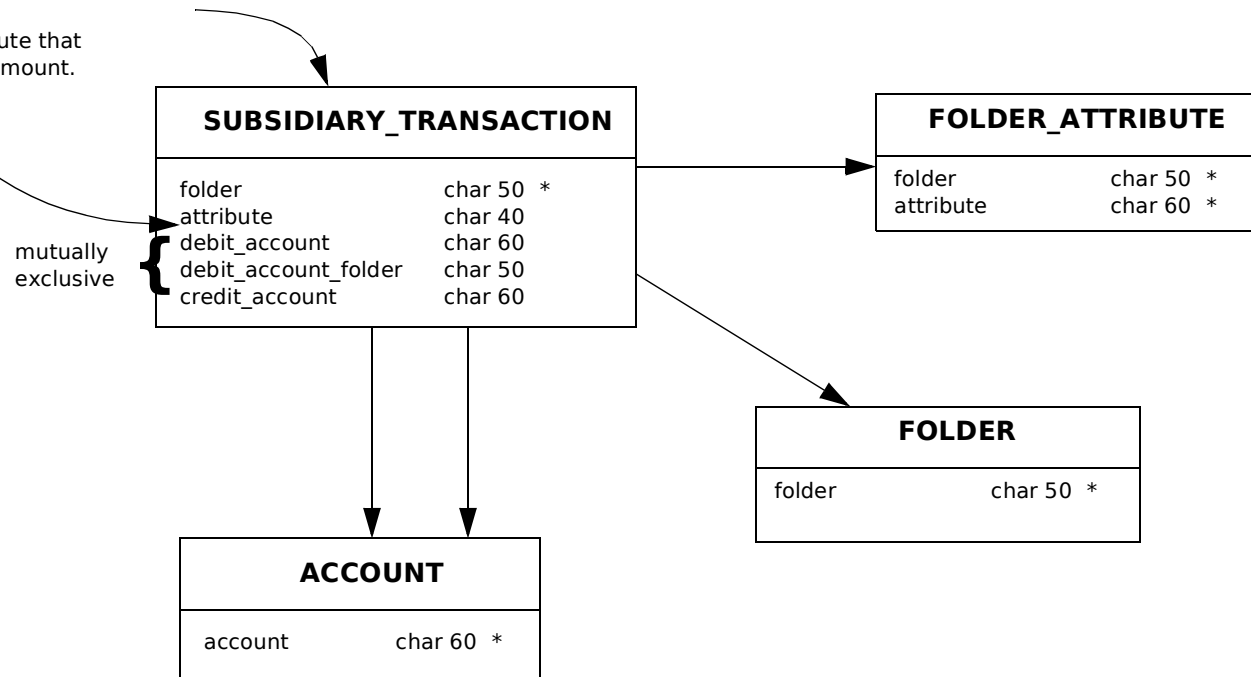 ute that
mount.
SUBSIDIARY_TRANSACTION
folder char 50 *
attribute char 40
debit_account char 60
debit_account_folder char 50
credit_account char 60
mutually
exclusive
{
FOLDER_ATTRIBUTE
folder char 50 *
attribute char 60 *
FOLDER
folder char 50 *
ACCOUNT
account char 60 *